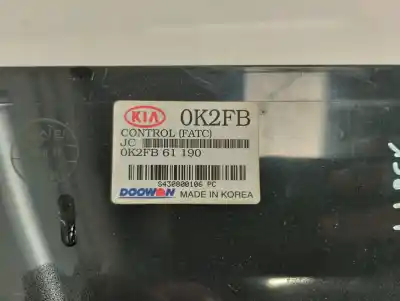 KIA 0K2FB
CONTROL (FATC)
JC
0K2FB 61 190
S430800106 PC
DOOWON MADE IN KOREA